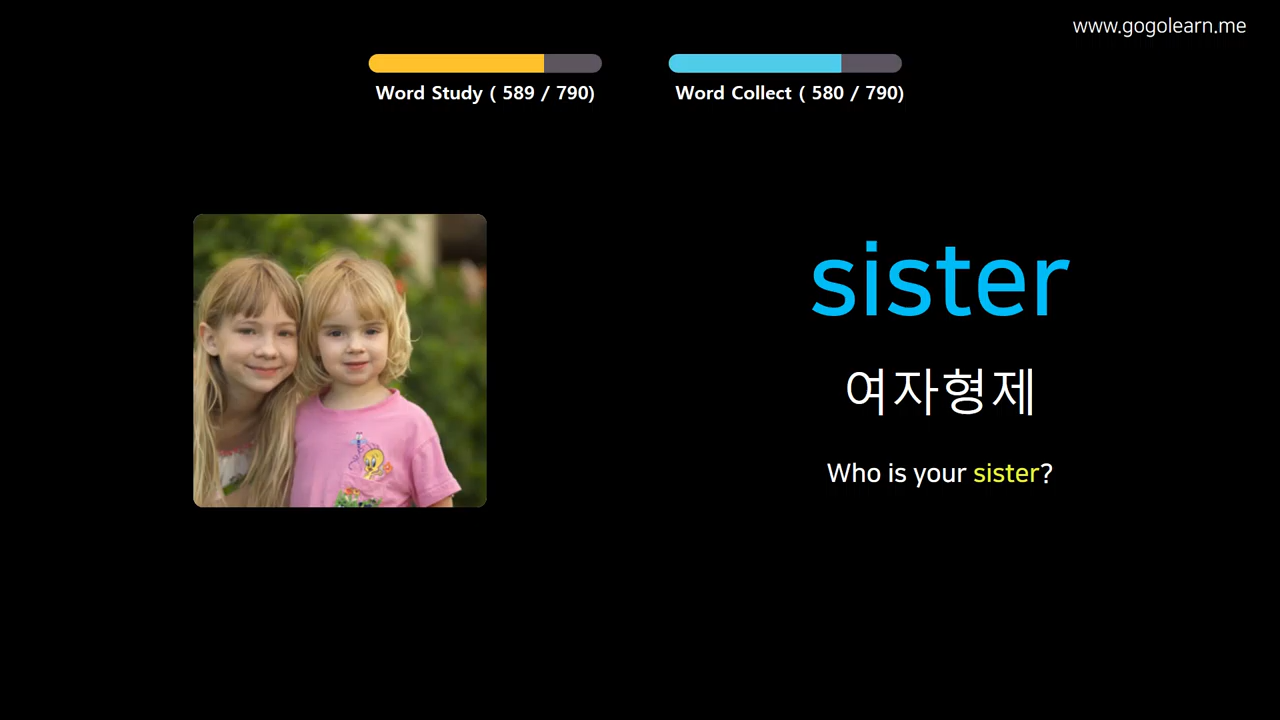 www.gogolearn.me
Word Study ( 589 / 790)
Word Collect ( 580 / 790)
sister
여자형제
Who is your sister?